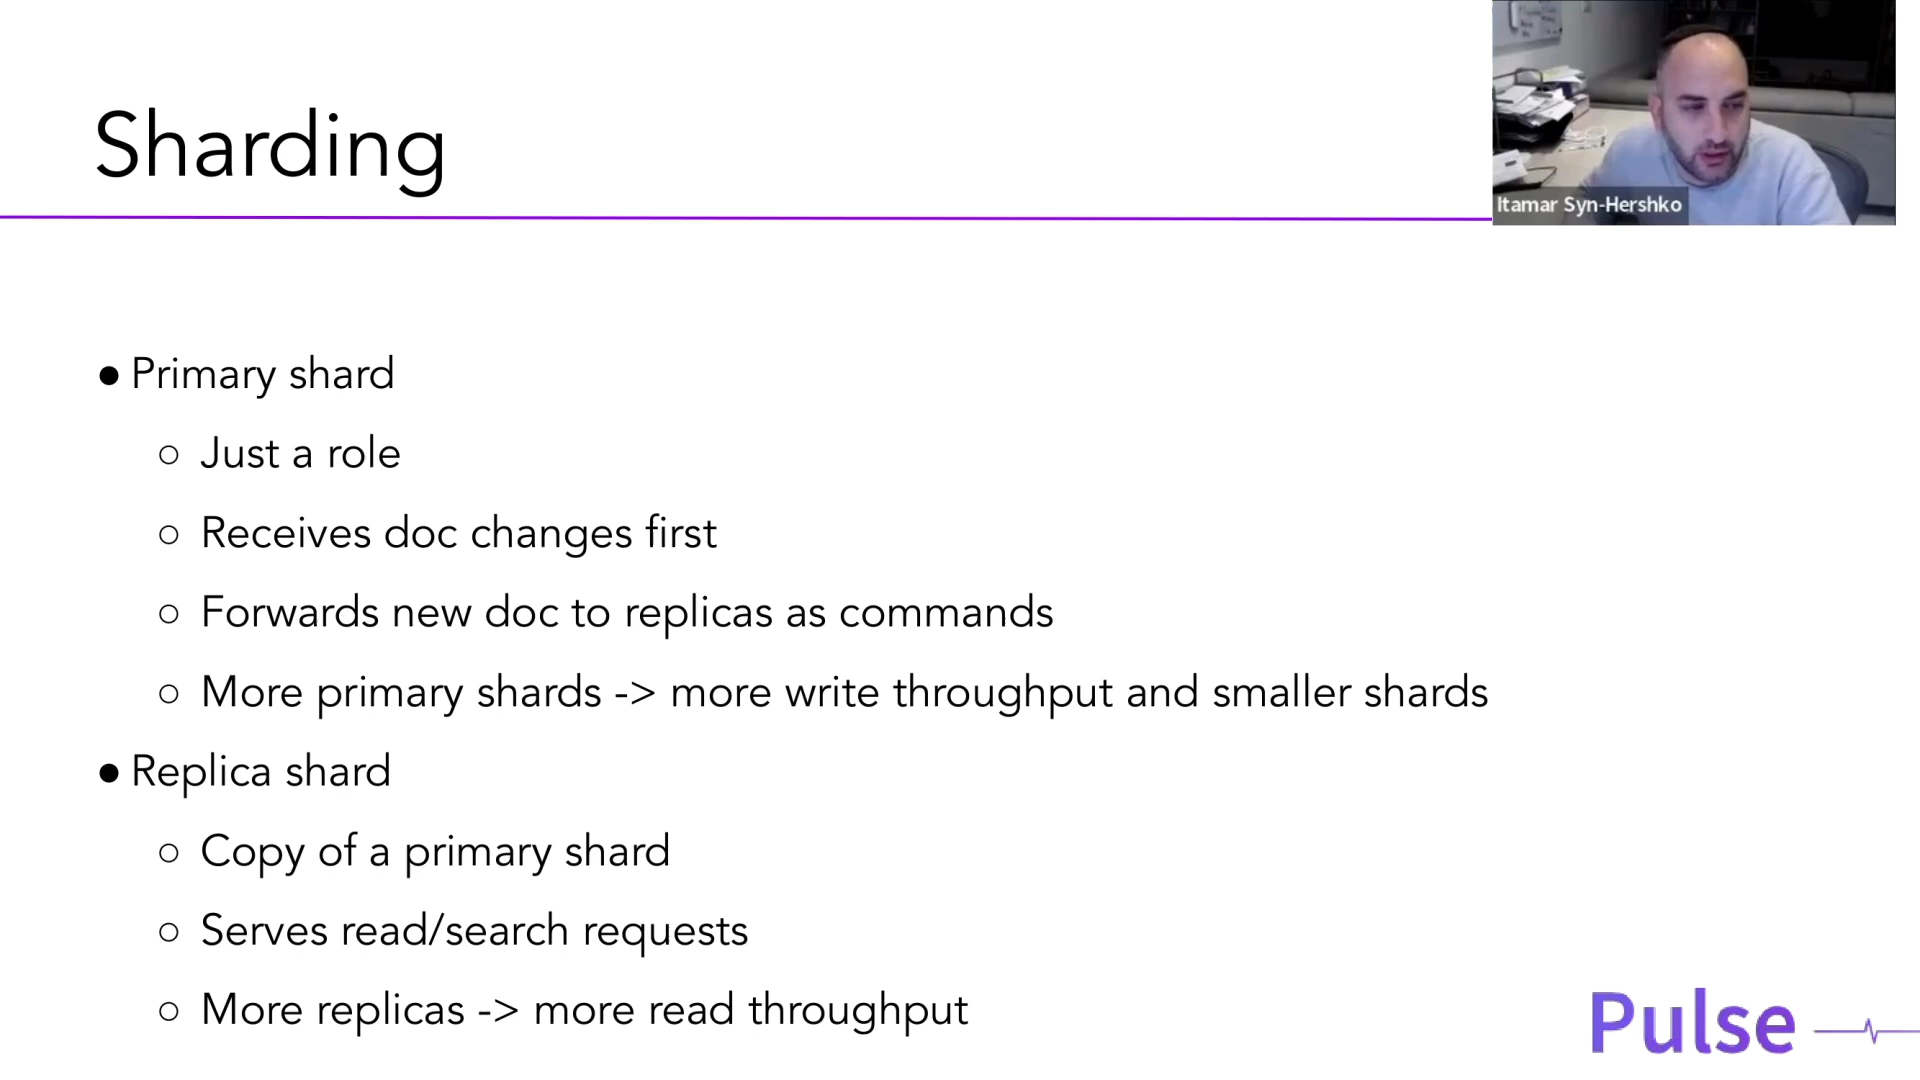 Sharding
Itamar Syn-Hershko
● Primary shard
○ Just a role
○ Receives doc changes first
○ Forwards new doc to replicas as commands
○ More primary shards -> more write throughput and smaller shards
● Replica shard
○ Copy of a primary shard
○ Serves read/search requests
○ More replicas -> more read throughput
Pulse